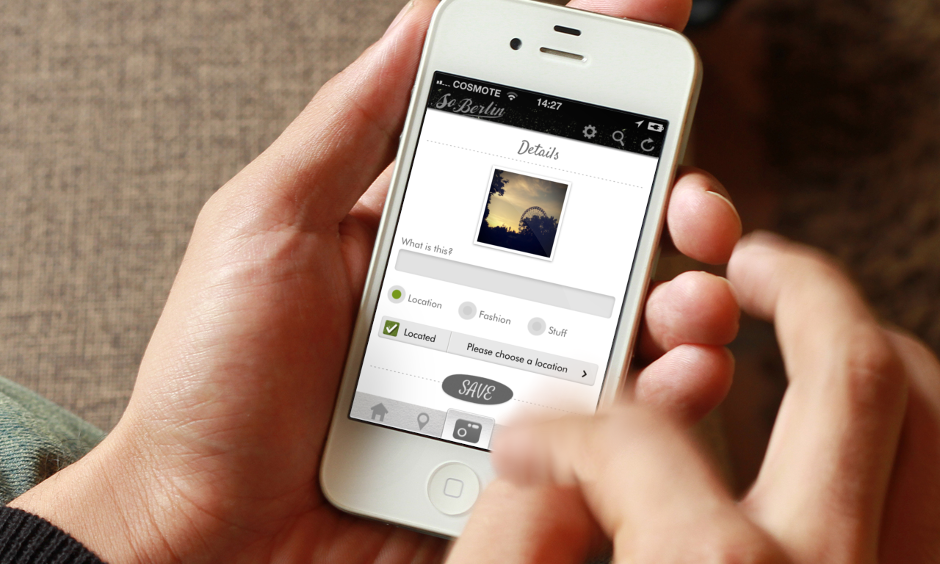 COSMOTE 14:27
So Berlin
Details
What is this?
Location Fashion Stuff
Located Please choose a location
SAVE